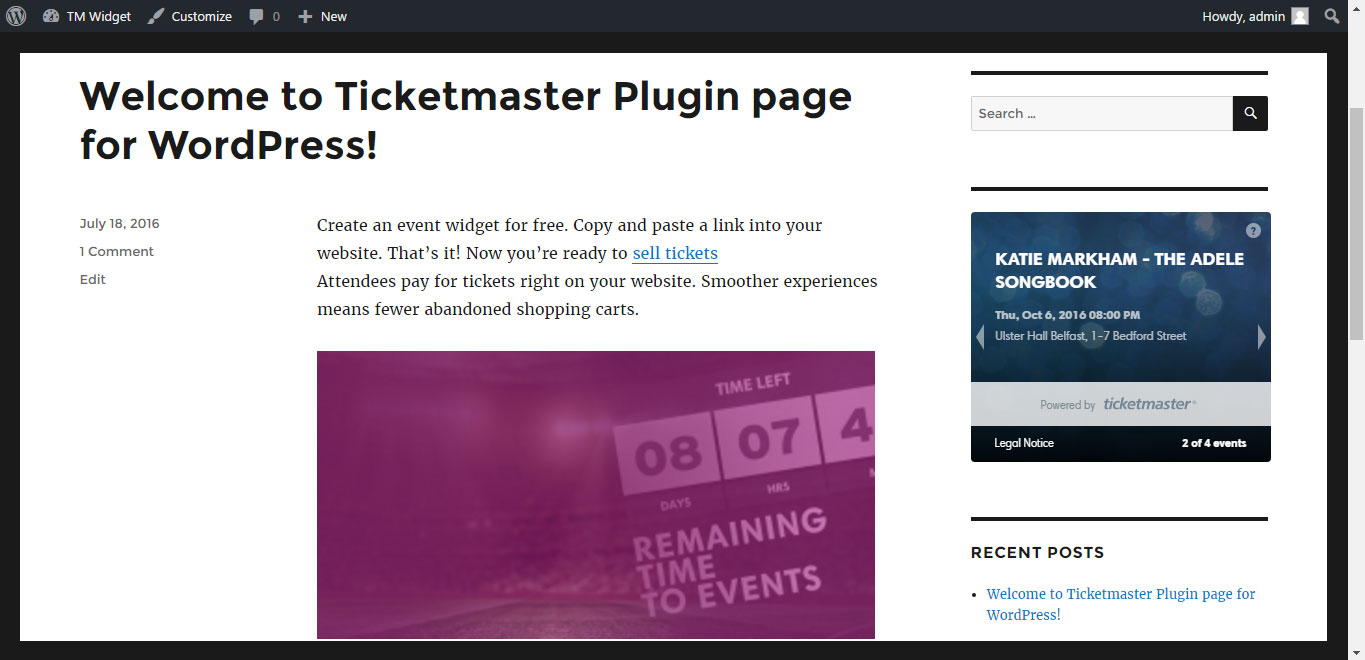 TM Widget Customize 0 New Howdy, admin
Welcome to Ticketmaster Plugin page
for WordPress!
July 18, 2016
1 Comment
Edit
Create an event widget for free. Copy and paste a link into your
website. That’s it! Now you’re ready to sell tickets
Attendees pay for tickets right on your website. Smoother experiences
means fewer abandoned shopping carts.
TIME LEFT
08 07 4
DAYS HRS M
REMAINING
TIME
TO EVENTS
Search ...
?
KATIE MARKHAM - THE ADELE
SONGBOOK
Thu, Oct 6, 2016 08:00 PM
Ulster Hall Belfast, 1-7 Bedford Street
Powered by ticketmaster®
Legal Notice 2 of 4 events
RECENT POSTS
Welcome to Ticketmaster Plugin page for
WordPress!